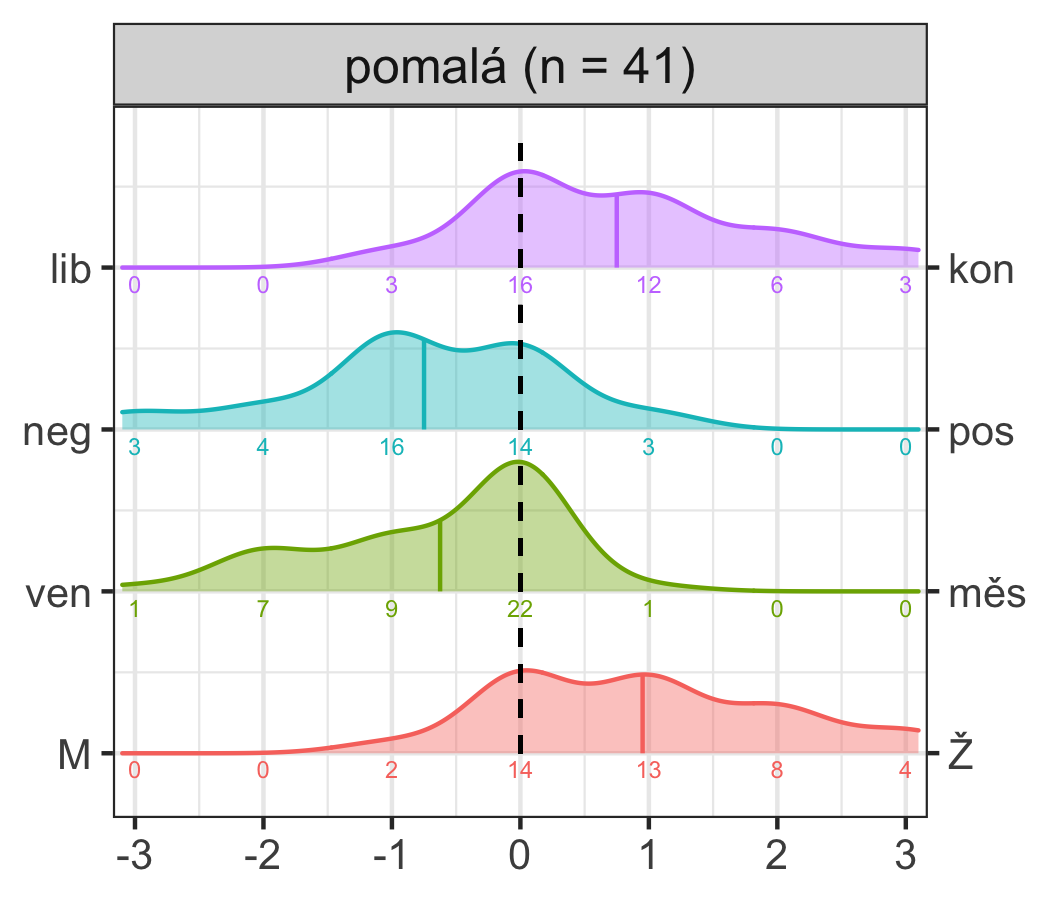 pomalá (n = 41)
lib kon
0 0 3 16 12 6 3
neg pos
3 4 16 14 3 0 0
ven měs
1 7 9 22 1 0 0
M Ž
0 0 2 14 13 8 4
-3 -2 -1 0 1 2 3